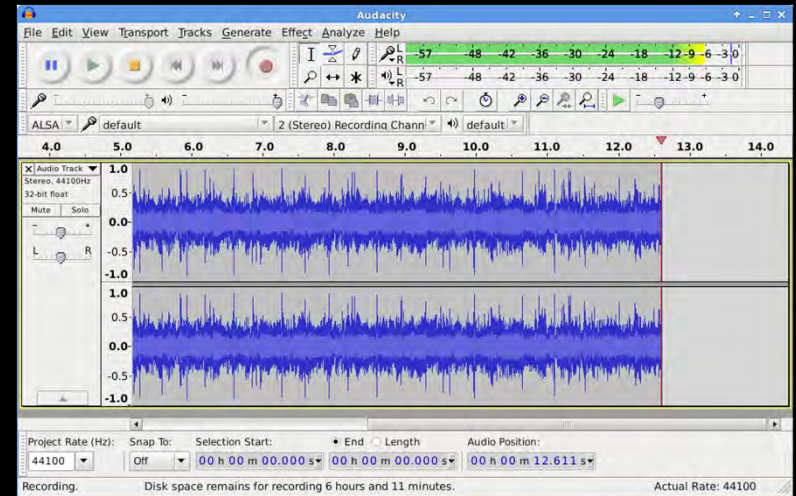 Audacity
File Edit View Transport Tracks Generate Effect Analyze Help
L R -57 -48 -42 -36 -30 -24 -18 -12 -9 -6 -3 0
L R -57 -48 -42 -36 -30 -24 -18 -12 -9 -6 -3 0
ALSA default 2 (Stereo) Recording Chann default
4.0 5.0 6.0 7.0 8.0 9.0 10.0 11.0 12.0 13.0 14.0
X Audio Track 1.0
Stereo, 44100Hz
32-bit float 0.5
Mute Solo
- + 0.0
L R -0.5
-1.0
1.0
0.5
0.0
-0.5
-1.0
Project Rate (Hz): Snap To: Selection Start: End Length Audio Position:
44100 Off 00 h 00 m 00.000 s 00 h 00 m 00.000 s 00 h 00 m 12.611 s
Recording. Disk space remains for recording 6 hours and 11 minutes. Actual Rate: 44100